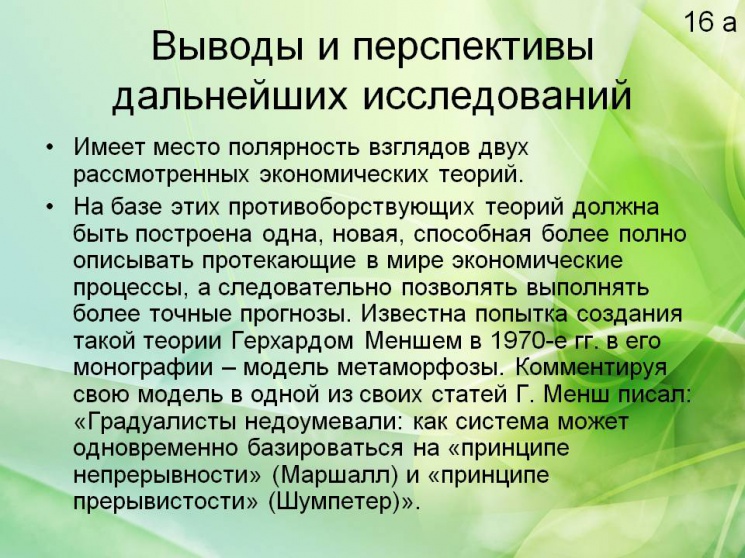 16 а
Выводы и перспективы
дальнейших исследований
• Имеет место полярность взглядов двух
рассмотренных экономических теорий.
• На базе этих противоборствующих теорий должна
быть построена одна, новая, способная более полно
описывать протекающие в мире экономические
процессы, а следовательно позволять выполнять
более точные прогнозы. Известна попытка создания
такой теории Герхардом Меншем в 1970-е гг. в его
монографии – модель метаморфозы. Комментируя
свою модель в одной из своих статей Г. Менш писал:
«Градуалисты недоумевали: как система может
одновременно базироваться на «принципе
непрерывности» (Маршалл) и «принципе
прерывистости» (Шумпетер)».